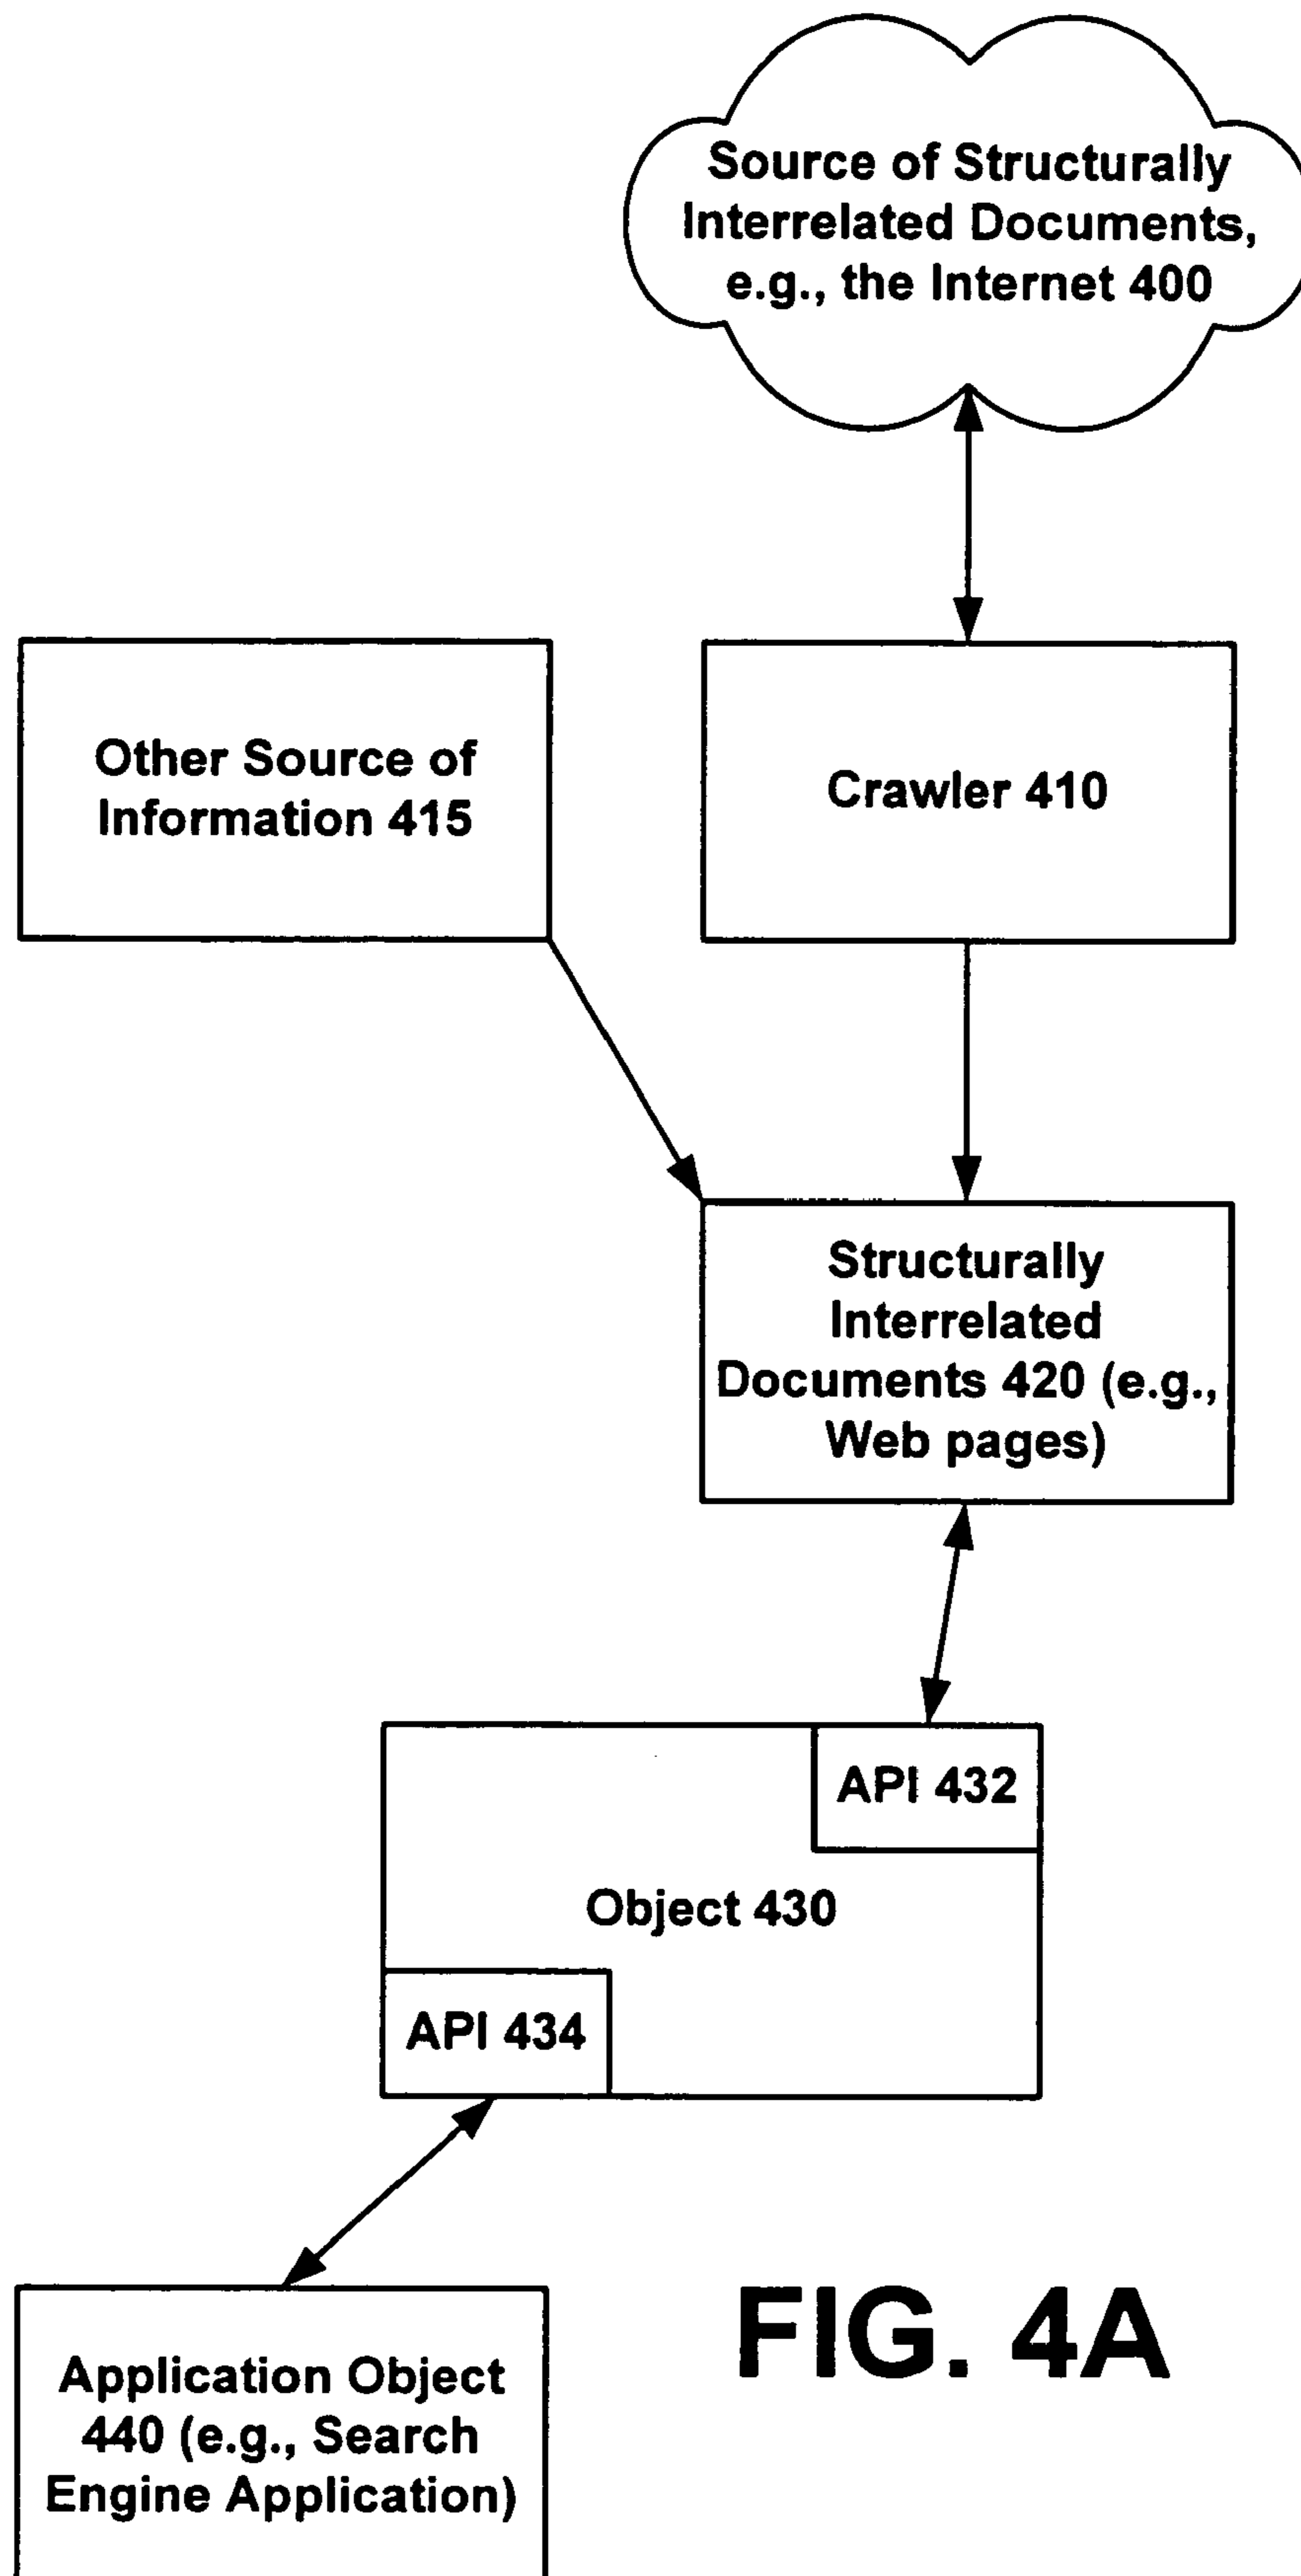 Source of Structurally
Interrelated Documents,
e.g., the Internet 400
Other Source of
Information 415
Crawler 410
Structurally
Interrelated
Documents 420 (e.g.,
Web pages)
API 432
Object 430
API 434
Application Object
440 (e.g., Search
Engine Application)
FIG. 4A